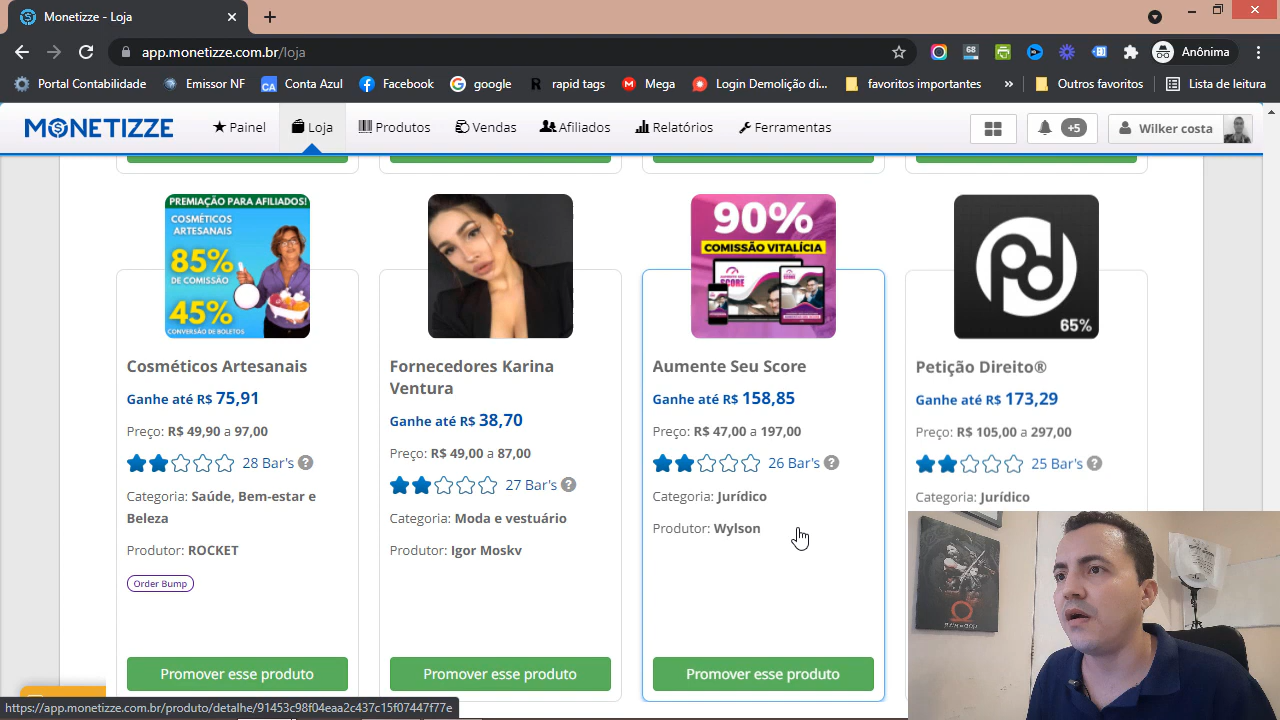 Monetizze - Loja
app.monetizze.com.br/loja
68
Anônima
Portal Contabilidade
Emissor NF
CA
Conta Azul
Facebook
google
R
rapid tags
M
Mega
Login Demolição di...
favoritos importantes
»
Outros favoritos
Lista de leitura
MONETIZZE
Painel
Loja
Produtos
Vendas
Afiliados
Relatórios
Ferramentas
+5
Wilker costa
PREMIAÇÃO PARA AFILIADOS!
COSMÉTICOS
ARTESANAIS
85%
DE COMISSÃO
45%
CONVERSÃO DE BOLETOS
90%
COMISSÃO VITALÍCIA
SCORE
pd
65%
Cosméticos Artesanais
Ganhe até R$ 75,91
Preço: R$ 49,90 a 97,00
28 Bar's ?
Categoria: Saúde, Bem-estar e
Beleza
Produtor: ROCKET
Order Bump
Promover esse produto
Fornecedores Karina
Ventura
Ganhe até R$ 38,70
Preço: R$ 49,00 a 87,00
27 Bar's ?
Categoria: Moda e vestuário
Produtor: Igor Moskv
Promover esse produto
Aumente Seu Score
Ganhe até R$ 158,85
Preço: R$ 47,00 a 197,00
26 Bar's ?
Categoria: Jurídico
Produtor: Wylson
Promover esse produto
Petição Direito®
Ganhe até R$ 173,29
Preço: R$ 105,00 a 297,00
25 Bar's ?
Categoria: Jurídico
https://app.monetizze.com.br/produto/detalhe/91453c98f04eaa2c437c15f07447f77e